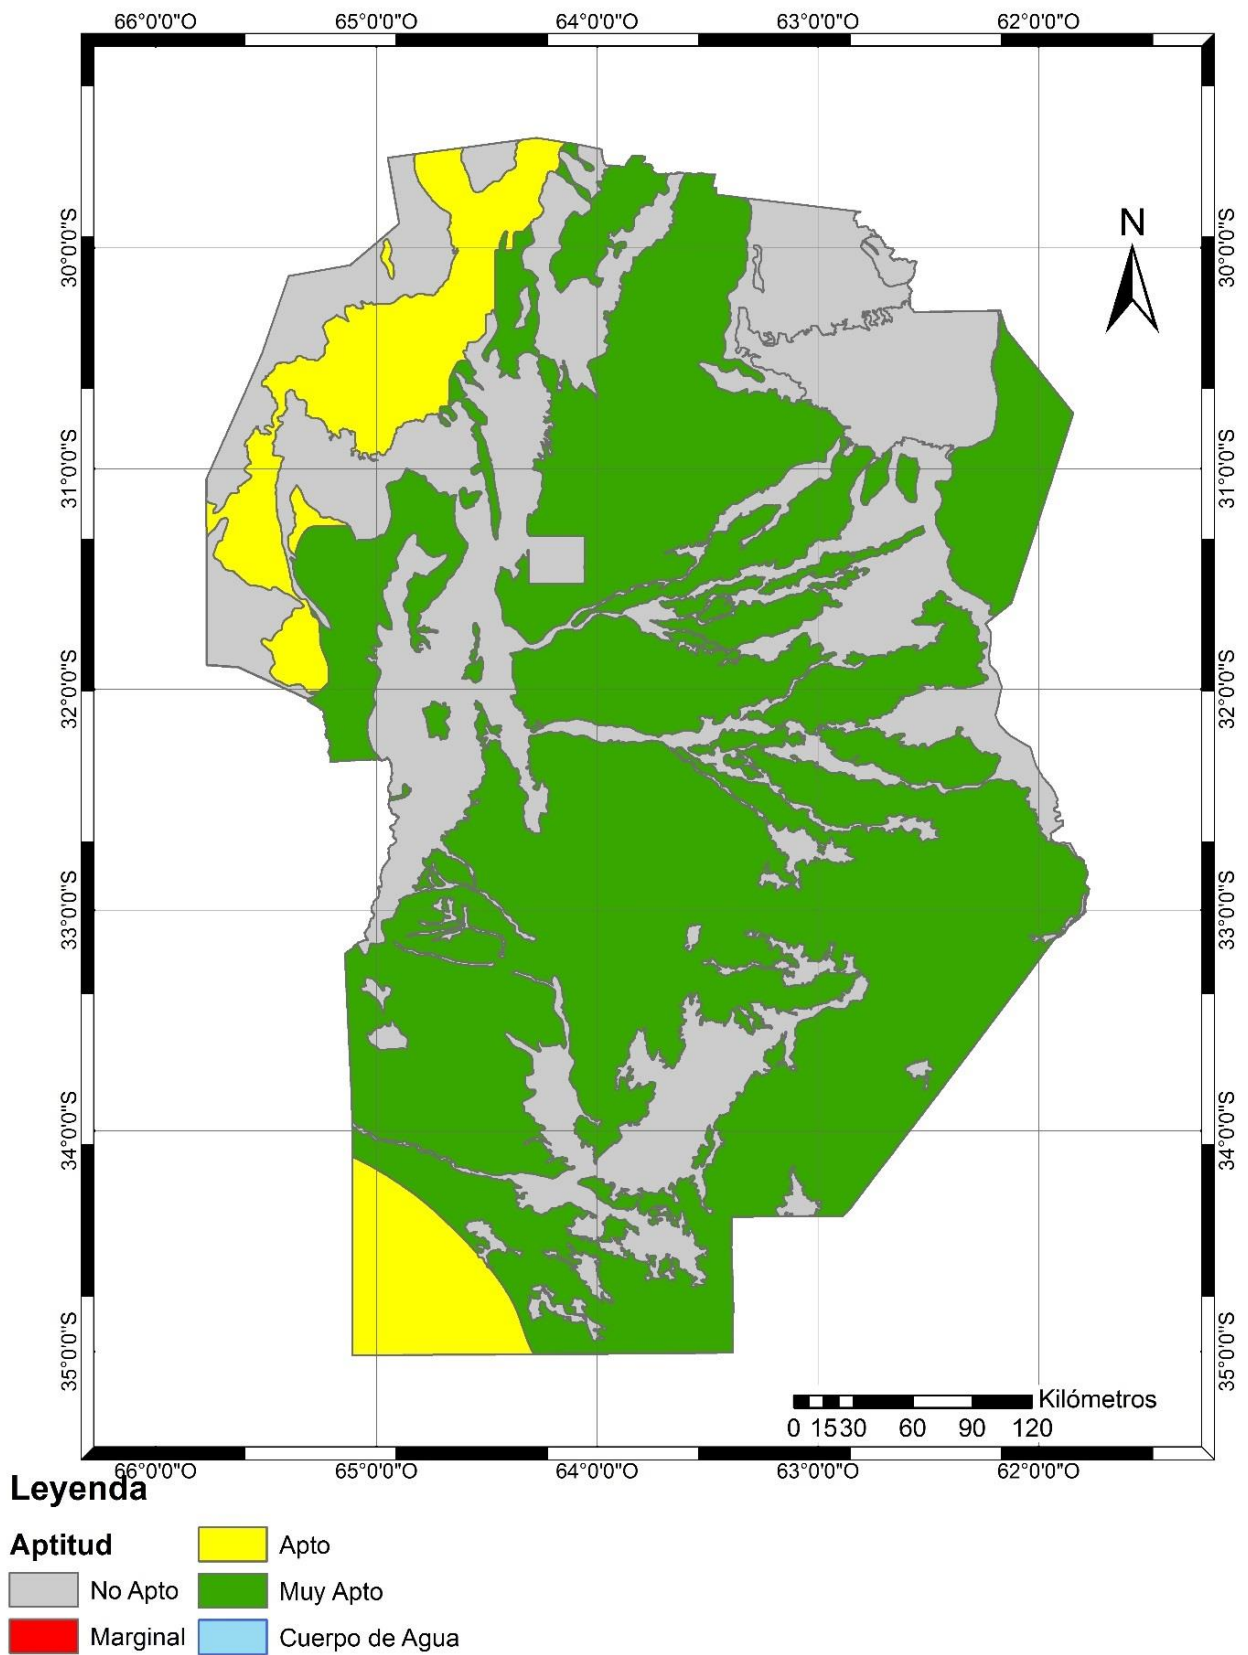 66°0'0"O 65°0'0"O 64°0'0"O 63°0'0"O 62°0'0"O
30°0'0"S 30°0'0"S
N
31°0'0"S 31°0'0"S
32°0'0"S 32°0'0"S
33°0'0"S 33°0'0"S
34°0'0"S 34°0'0"S
35°0'0"S 35°0'0"S
Kilómetros
0 15 30 60 90 120
66°0'0"O 65°0'0"O 64°0'0"O 63°0'0"O 62°0'0"O
Leyenda
Aptitud
No Apto
Marginal
Apto
Muy Apto
Cuerpo de Agua